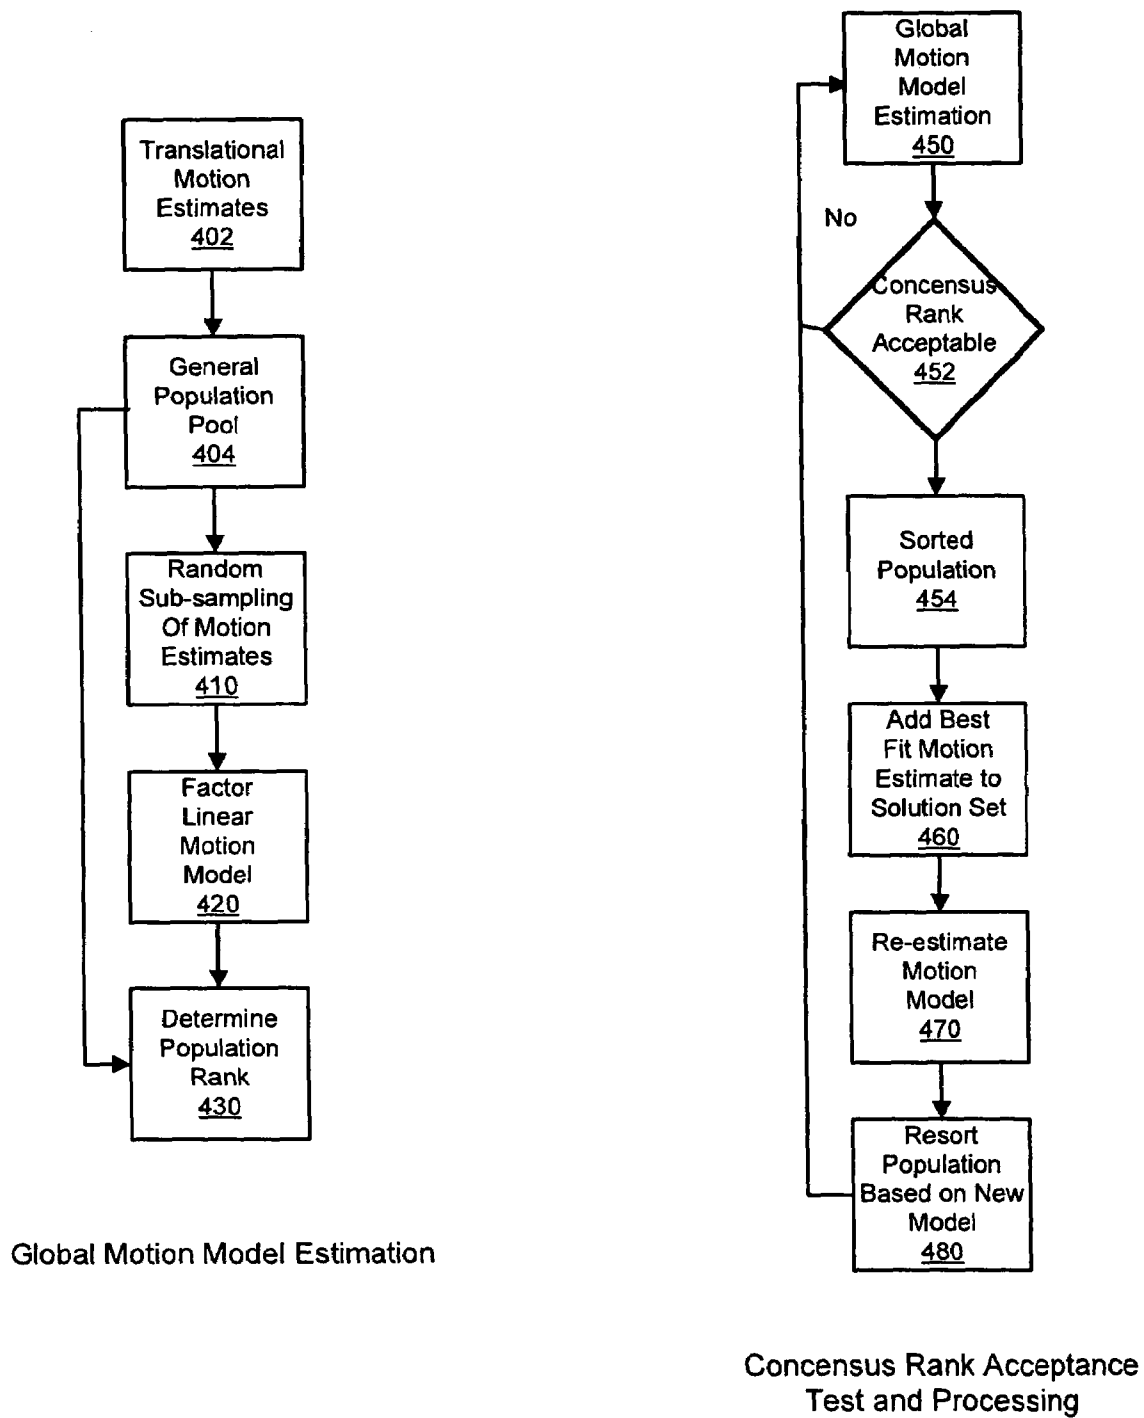 Translational
Motion
Estimates
402
General
Population
Pool
404
Random
Sub-sampling
Of Motion
Estimates
410
Factor
Linear
Motion
Model
420
Determine
Population
Rank
430
Global Motion Model Estimation
Global
Motion
Model
Estimation
450
No
Concensus
Rank
Acceptable
452
Sorted
Population
454
Add Best
Fit Motion
Estimate to
Solution Set
460
Re-estimate
Motion
Model
470
Resort
Population
Based on New
Model
480
Concensus Rank Acceptance
Test and Processing